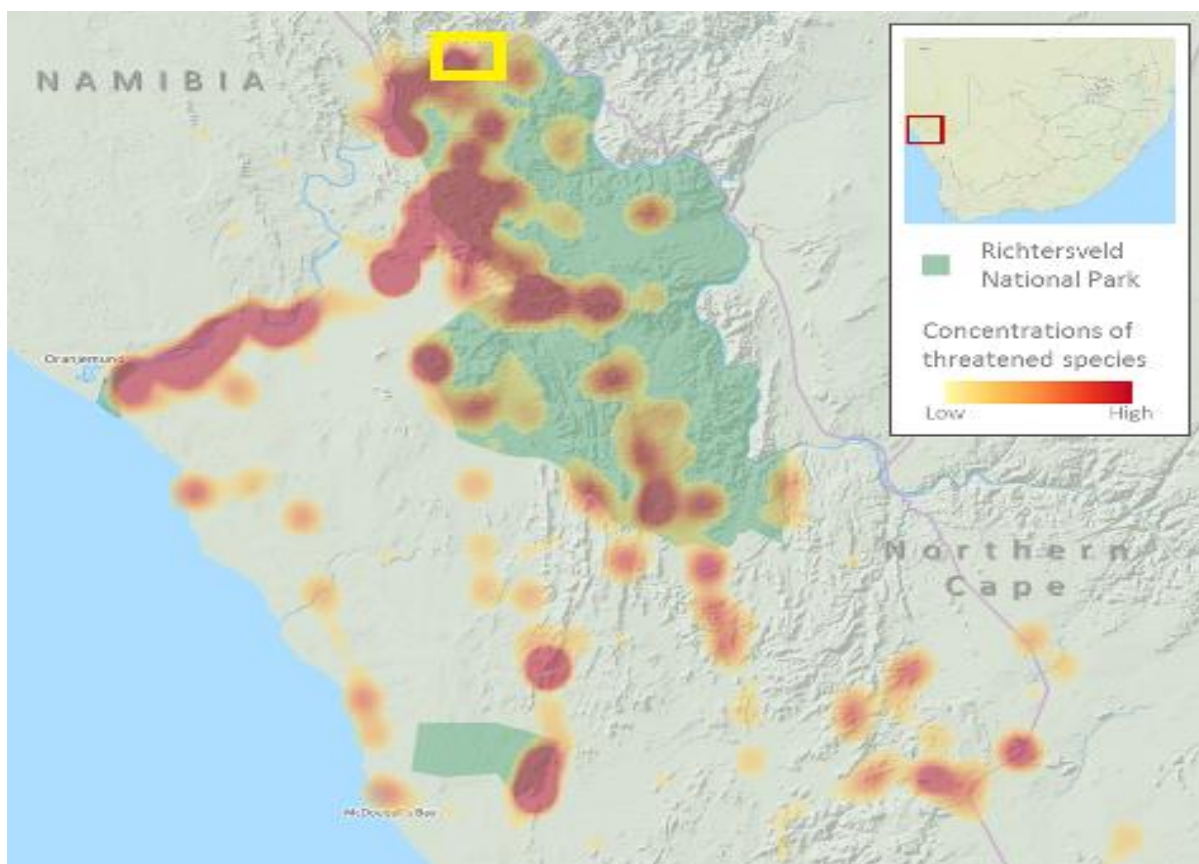 NAMIBIA
Richtersveld
National Park
Concentrations of
threatened species
Low High
Oranjemund
Northern
Cape
McDougall's Bay